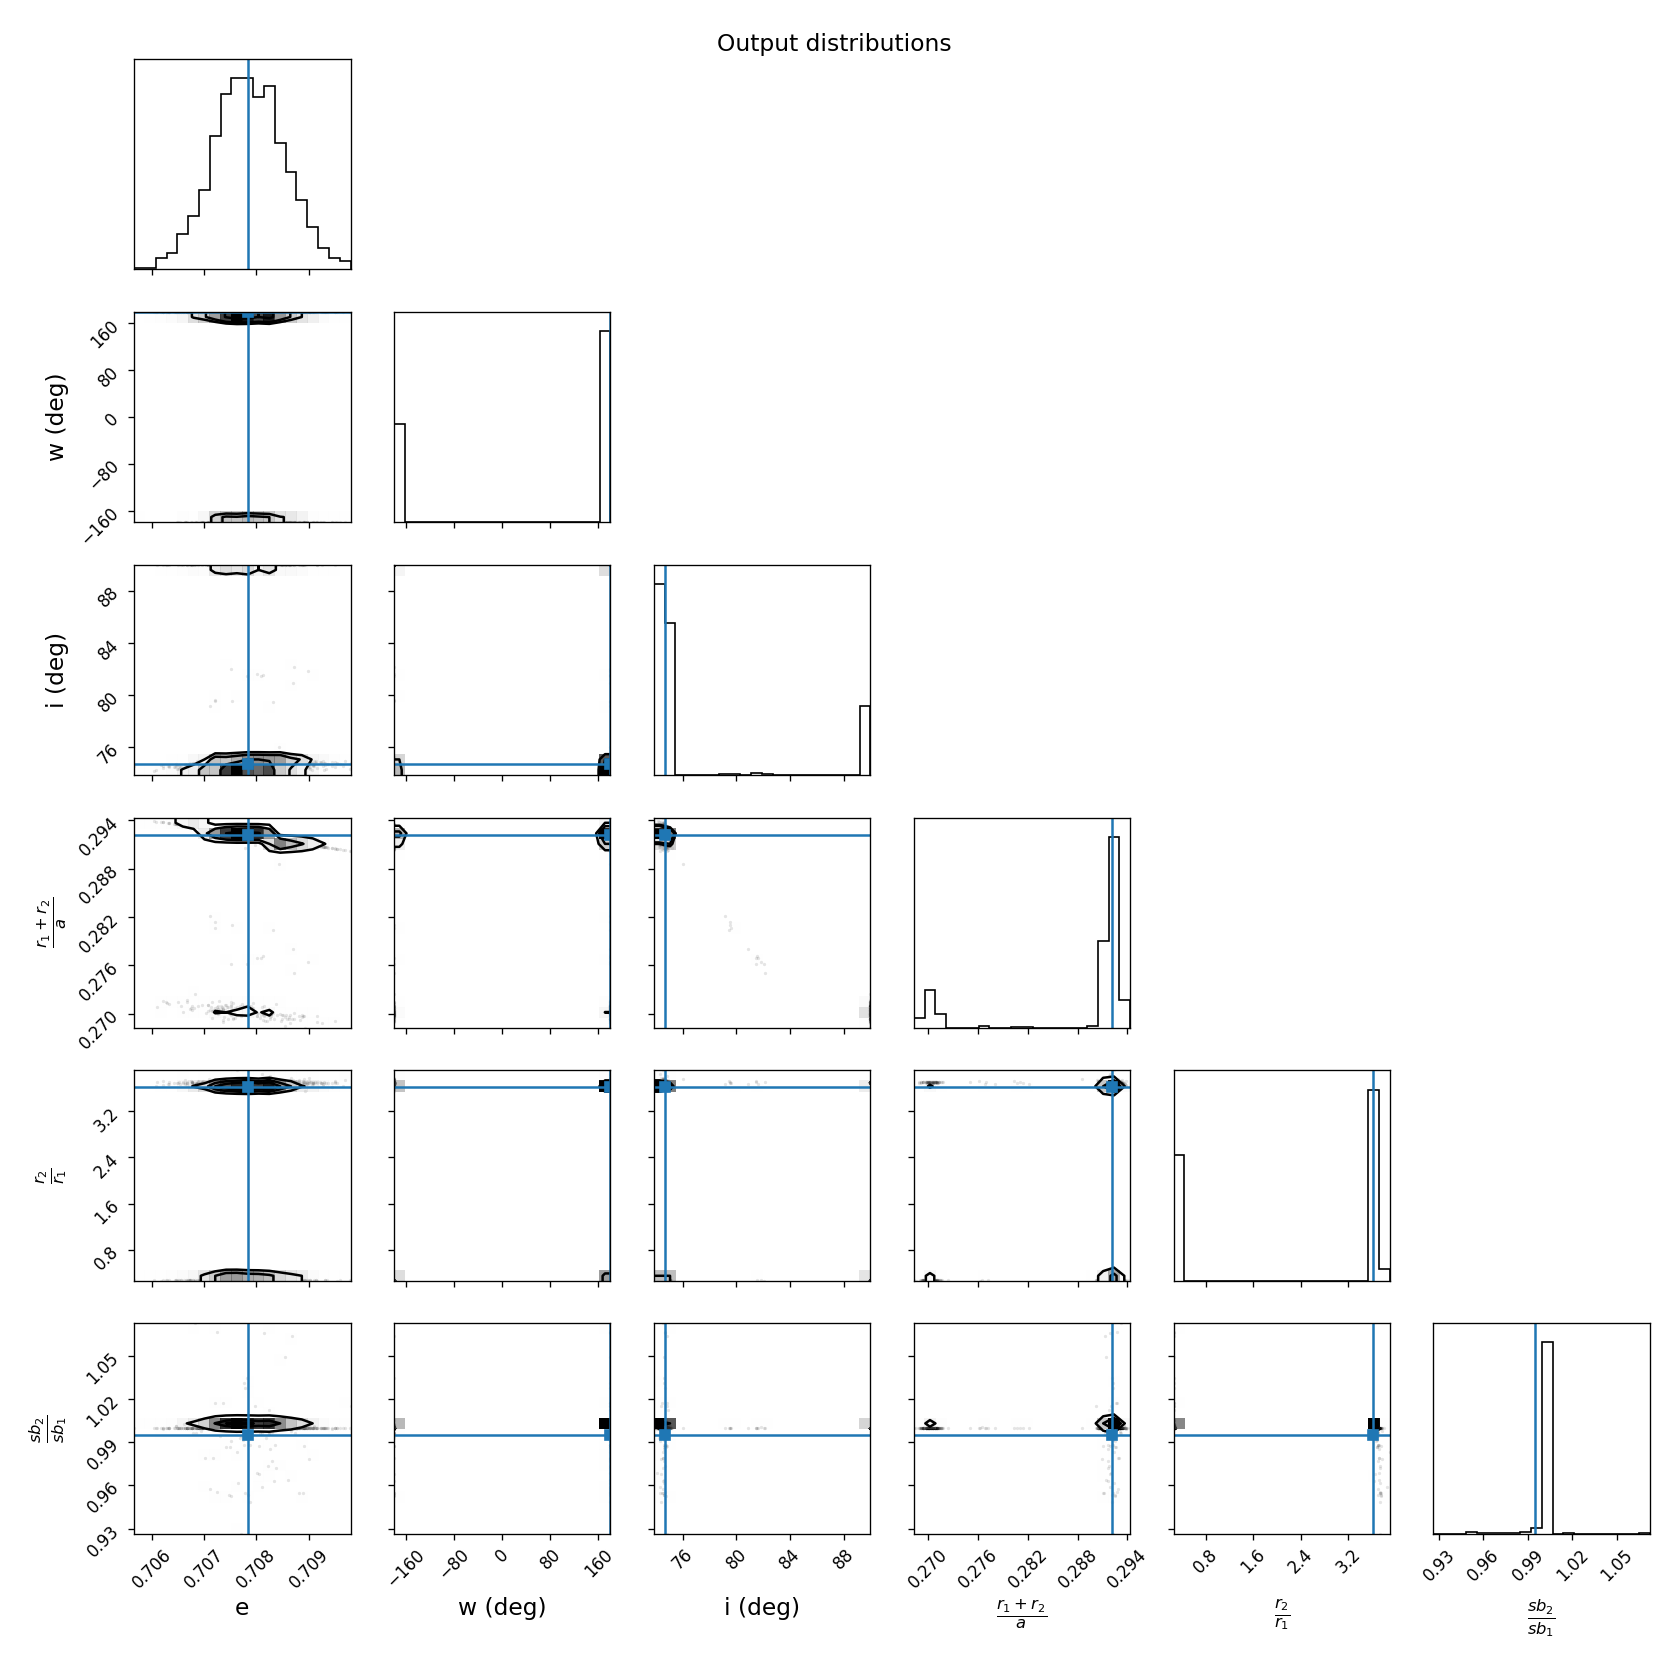 Output distributions
160
80
0
−80
−160
w (deg)
88
84
80
76
i (deg)
0.294
0.288
0.282
0.276
0.270
r1 + r2
a
3.2
2.4
1.6
0.8
r2
r1
1.05
1.02
0.99
0.96
0.93
sb2
sb1
0.706 0.707 0.708 0.709
−160 −80 0 80 160
76 80 84 88
0.270 0.276 0.282 0.288 0.294
0.8 1.6 2.4 3.2
0.93 0.96 0.99 1.02 1.05
e
w (deg)
i (deg)
r1 + r2
a
r2
r1
sb2
sb1